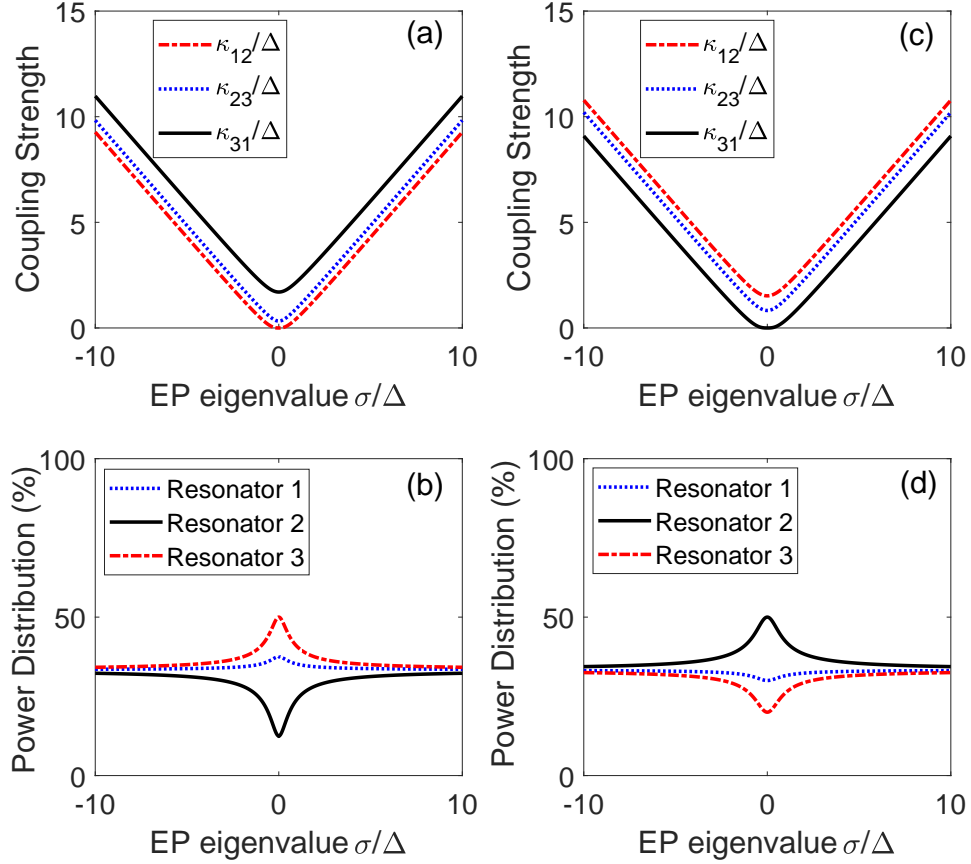 (a)
15
10
5
0
Coupling Strength
κ12/Δ
κ23/Δ
κ31/Δ
-10 0 10
EP eigenvalue σ/Δ
(c)
15
10
5
0
Coupling Strength
κ12/Δ
κ23/Δ
κ31/Δ
-10 0 10
EP eigenvalue σ/Δ
(b)
100
50
0
Power Distribution (%)
Resonator 1
Resonator 2
Resonator 3
-10 0 10
EP eigenvalue σ/Δ
(d)
100
50
0
Power Distribution (%)
Resonator 1
Resonator 2
Resonator 3
-10 0 10
EP eigenvalue σ/Δ